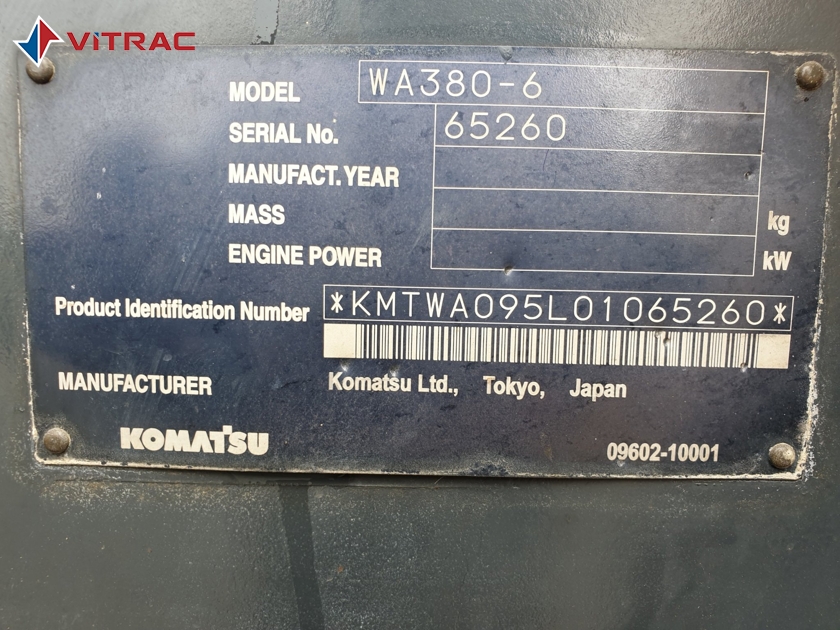 ViTRAC
MODEL WA380-6
SERIAL No. 65260
MANUFACT. YEAR
MASS kg
ENGINE POWER kW
Product Identification Number *KMTWA095L01065260*
MANUFACTURER Komatsu Ltd., Tokyo, Japan
KOMATSU 09602-10001